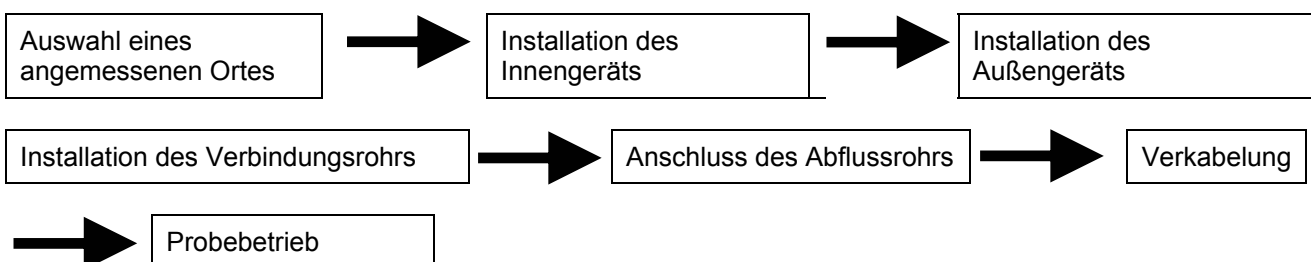 Auswahl eines
angemessenen Ortes
Installation des
Innengeräts
Installation des
Außengeräts
Installation des Verbindungsrohrs
Anschluss des Abflussrohrs
Verkabelung
Probebetrieb